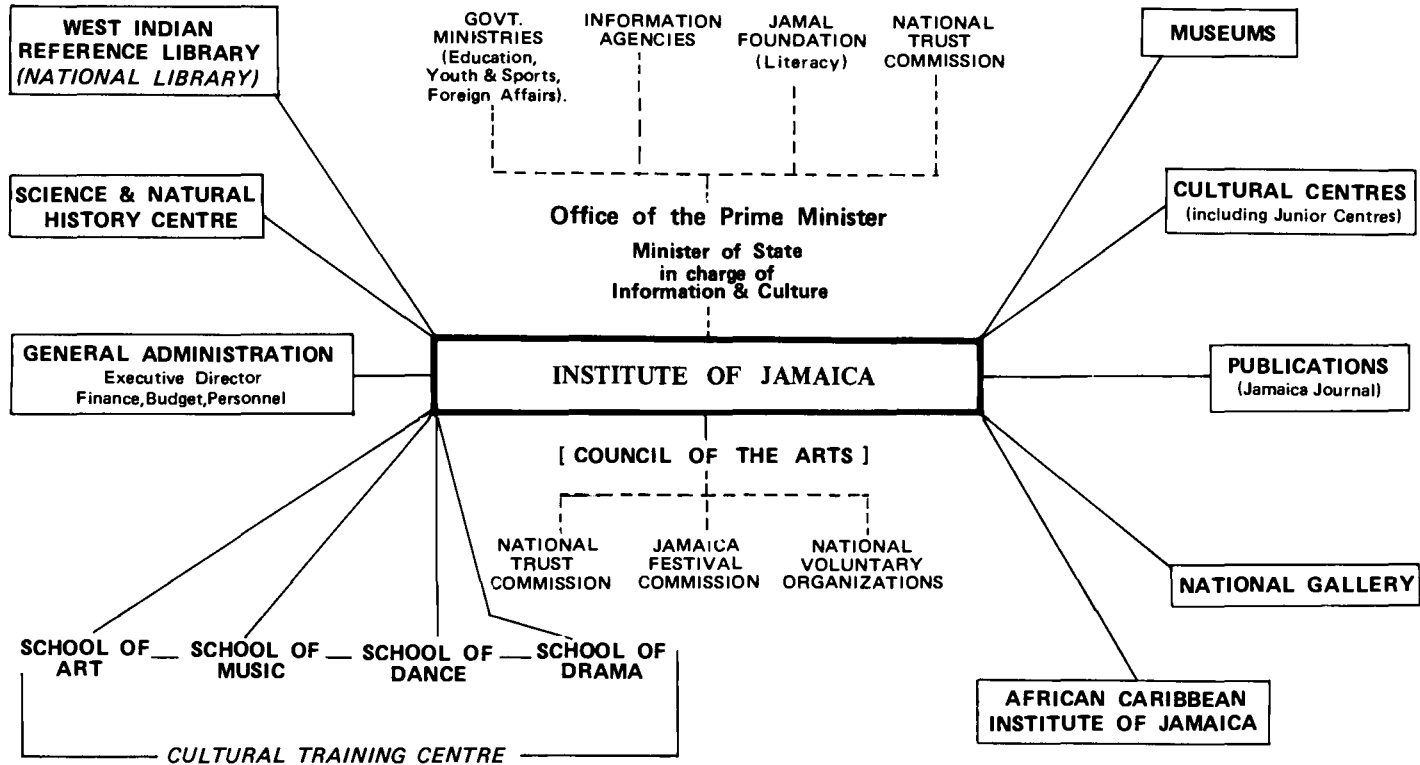 WEST INDIAN
REFERENCE LIBRARY
(NATIONAL LIBRARY)
GOVT.
MINISTRIES
(Education,
Youth & Sports,
Foreign Affairs).
INFORMATION
AGENCIES
JAMAL
FOUNDATION
(Literacy)
NATIONAL
TRUST
COMMISSION
MUSEUMS
SCIENCE & NATURAL
HISTORY CENTRE
Office of the Prime Minister
Minister of State
in charge of
Information & Culture
CULTURAL CENTRES
(including Junior Centres)
GENERAL ADMINISTRATION
Executive Director
Finance,Budget,Personnel
INSTITUTE OF JAMAICA
PUBLICATIONS
(Jamaica Journal)
[ COUNCIL OF THE ARTS ]
NATIONAL
TRUST
COMMISSION
JAMAICA
FESTIVAL
COMMISSION
NATIONAL
VOLUNTARY
ORGANIZATIONS
NATIONAL GALLERY
SCHOOL OF
ART
SCHOOL OF
MUSIC
SCHOOL OF
DANCE
SCHOOL OF
DRAMA
CULTURAL TRAINING CENTRE
AFRICAN CARIBBEAN
INSTITUTE OF JAMAICA